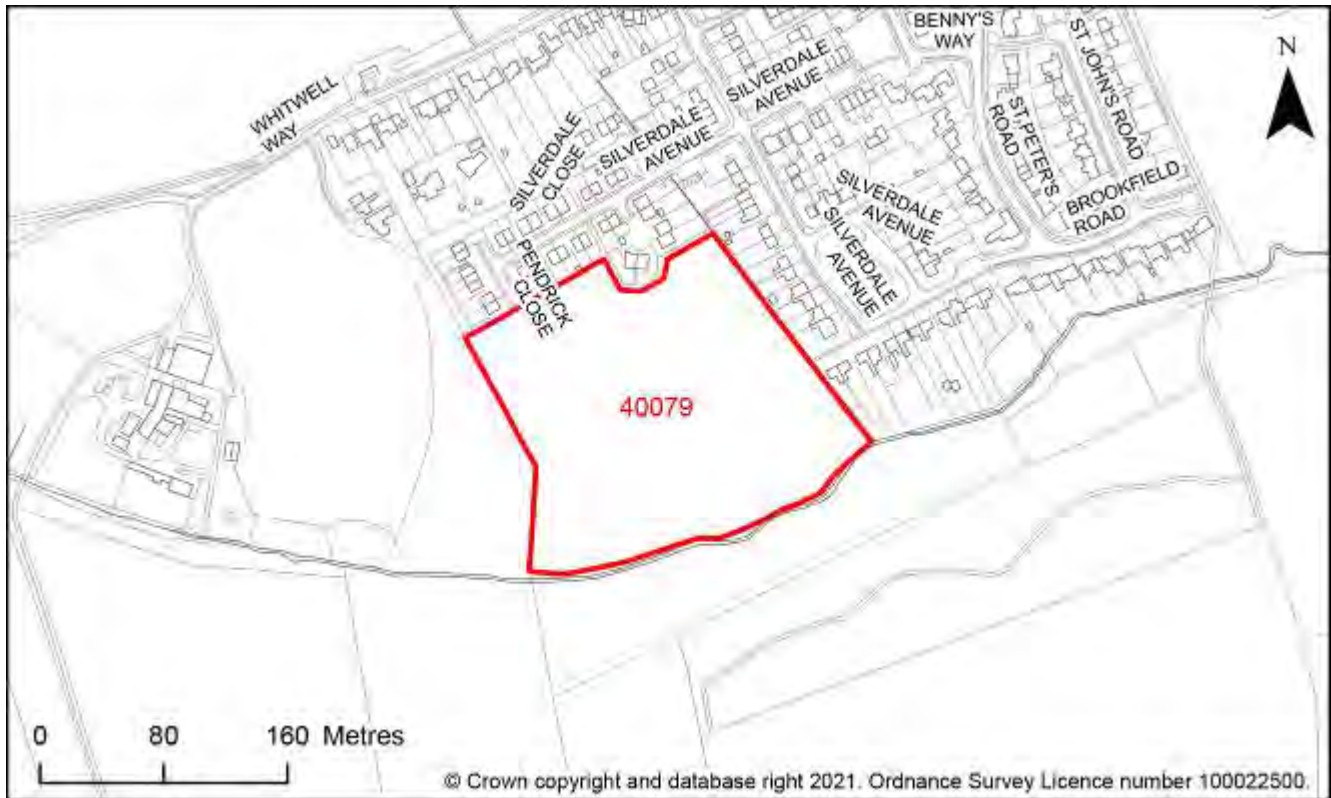 BENNY'S
WAY
ST JOHN'S ROAD
N
WHITWELL
WAY
SILVERDALE
AVENUE
ST.PETER'S
ROAD
SILVERDALE
CLOSE
SILVERDALE
AVENUE
SILVERDALE
AVENUE
BROOKFIELD
ROAD
SILVERDALE
AVENUE
PENDRICK
CLOSE
40079
0 80 160 Metres
© Crown copyright and database right 2021. Ordnance Survey Licence number 100022500.